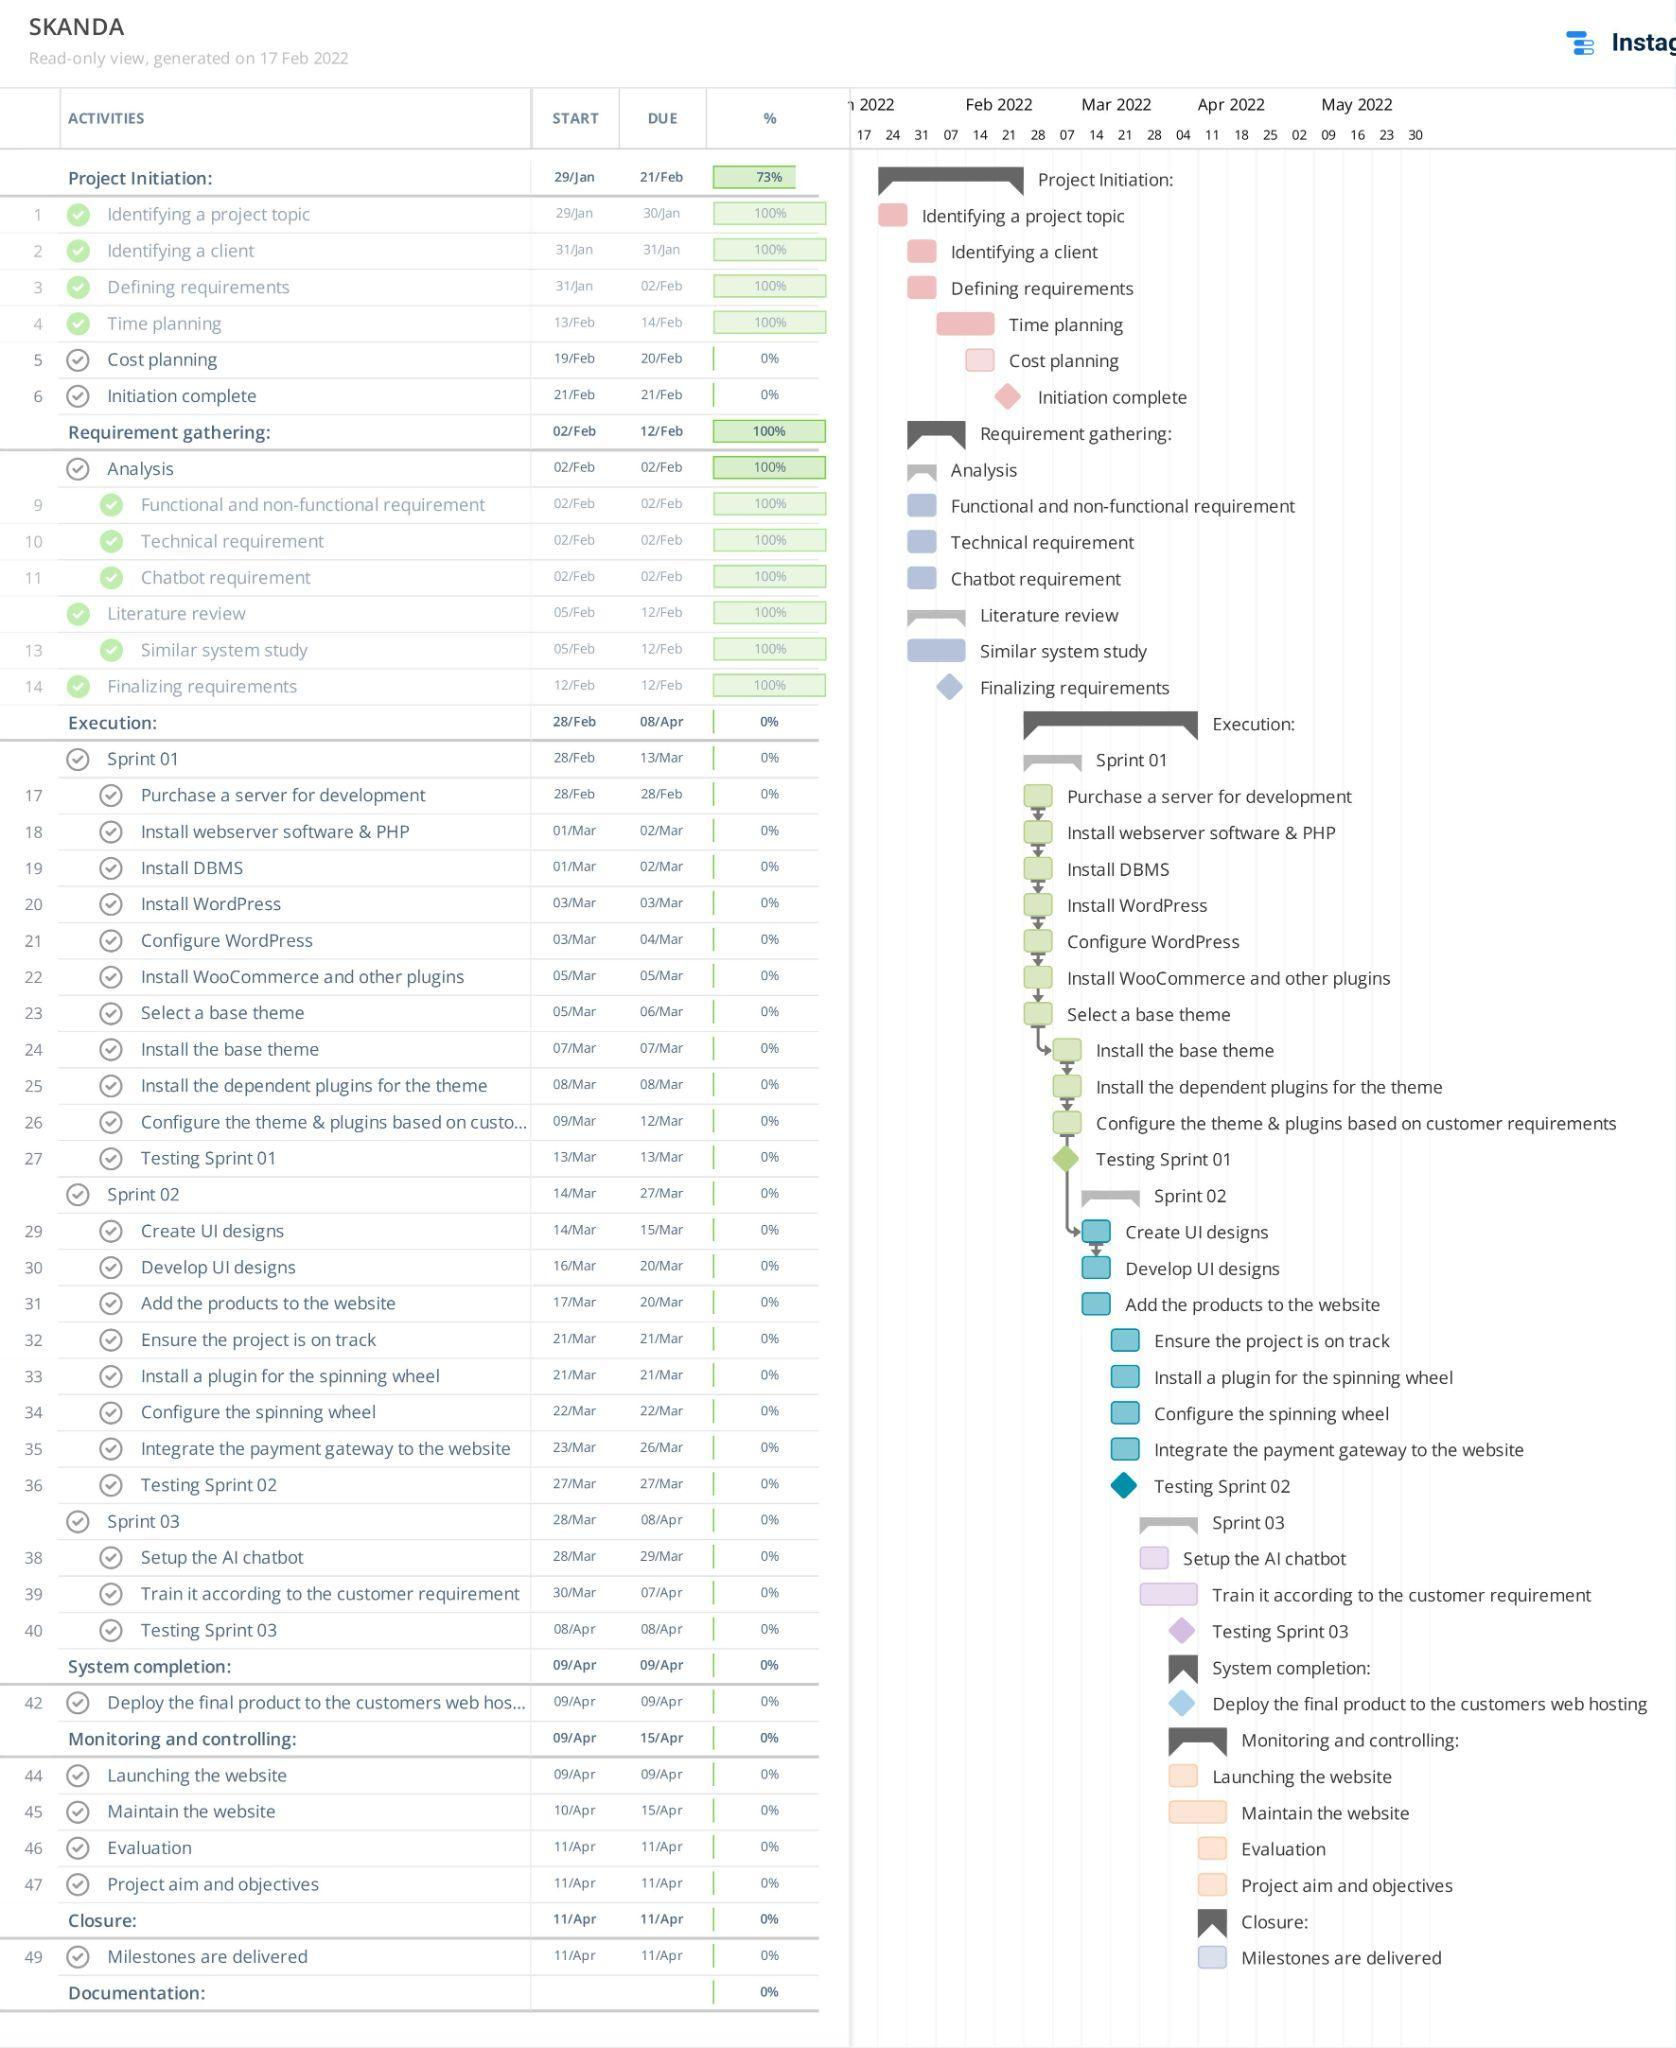 SKANDA
Read-only view, generated on 17 Feb 2022
Instag
ACTIVITIES START DUE %
n 2022 Feb 2022 Mar 2022 Apr 2022 May 2022
17 24 31 07 14 21 28 07 14 21 28 04 11 18 25 02 09 16 23 30
Project Initiation: 29/Jan 21/Feb 73% Project Initiation:
1 Identifying a project topic 29/Jan 30/Jan 100% Identifying a project topic
2 Identifying a client 31/Jan 31/Jan 100% Identifying a client
3 Defining requirements 31/Jan 02/Feb 100% Defining requirements
4 Time planning 13/Feb 14/Feb 100% Time planning
5 Cost planning 19/Feb 20/Feb 0% Cost planning
6 Initiation complete 21/Feb 21/Feb 0% Initiation complete
Requirement gathering: 02/Feb 12/Feb 100% Requirement gathering:
Analysis 02/Feb 02/Feb 100% Analysis
9 Functional and non-functional requirement 02/Feb 02/Feb 100% Functional and non-functional requirement
10 Technical requirement 02/Feb 02/Feb 100% Technical requirement
11 Chatbot requirement 02/Feb 02/Feb 100% Chatbot requirement
Literature review 05/Feb 12/Feb 100% Literature review
13 Similar system study 05/Feb 12/Feb 100% Similar system study
14 Finalizing requirements 12/Feb 12/Feb 100% Finalizing requirements
Execution: 28/Feb 08/Apr 0% Execution:
Sprint 01 28/Feb 13/Mar 0% Sprint 01
17 Purchase a server for development 28/Feb 28/Feb 0% Purchase a server for development
18 Install webserver software & PHP 01/Mar 02/Mar 0% Install webserver software & PHP
19 Install DBMS 01/Mar 02/Mar 0% Install DBMS
20 Install WordPress 03/Mar 03/Mar 0% Install WordPress
21 Configure WordPress 03/Mar 04/Mar 0% Configure WordPress
22 Install WooCommerce and other plugins 05/Mar 05/Mar 0% Install WooCommerce and other plugins
23 Select a base theme 05/Mar 06/Mar 0% Select a base theme
24 Install the base theme 07/Mar 07/Mar 0% Install the base theme
25 Install the dependent plugins for the theme 08/Mar 08/Mar 0% Install the dependent plugins for the theme
26 Configure the theme & plugins based on custo... 09/Mar 12/Mar 0% Configure the theme & plugins based on customer requirements
27 Testing Sprint 01 13/Mar 13/Mar 0% Testing Sprint 01
Sprint 02 14/Mar 27/Mar 0% Sprint 02
29 Create UI designs 14/Mar 15/Mar 0% Create UI designs
30 Develop UI designs 16/Mar 20/Mar 0% Develop UI designs
31 Add the products to the website 17/Mar 20/Mar 0% Add the products to the website
32 Ensure the project is on track 21/Mar 21/Mar 0% Ensure the project is on track
33 Install a plugin for the spinning wheel 21/Mar 21/Mar 0% Install a plugin for the spinning wheel
34 Configure the spinning wheel 22/Mar 22/Mar 0% Configure the spinning wheel
35 Integrate the payment gateway to the website 23/Mar 26/Mar 0% Integrate the payment gateway to the website
36 Testing Sprint 02 27/Mar 27/Mar 0% Testing Sprint 02
Sprint 03 28/Mar 08/Apr 0% Sprint 03
38 Setup the AI chatbot 28/Mar 29/Mar 0% Setup the AI chatbot
39 Train it according to the customer requirement 30/Mar 07/Apr 0% Train it according to the customer requirement
40 Testing Sprint 03 08/Apr 08/Apr 0% Testing Sprint 03
System completion: 09/Apr 09/Apr 0% System completion:
42 Deploy the final product to the customers web hos... 09/Apr 09/Apr 0% Deploy the final product to the customers web hosting
Monitoring and controlling: 09/Apr 15/Apr 0% Monitoring and controlling:
44 Launching the website 09/Apr 09/Apr 0% Launching the website
45 Maintain the website 10/Apr 15/Apr 0% Maintain the website
46 Evaluation 11/Apr 11/Apr 0% Evaluation
47 Project aim and objectives 11/Apr 11/Apr 0% Project aim and objectives
Closure: 11/Apr 11/Apr 0% Closure:
49 Milestones are delivered 11/Apr 11/Apr 0% Milestones are delivered
Documentation: 0%